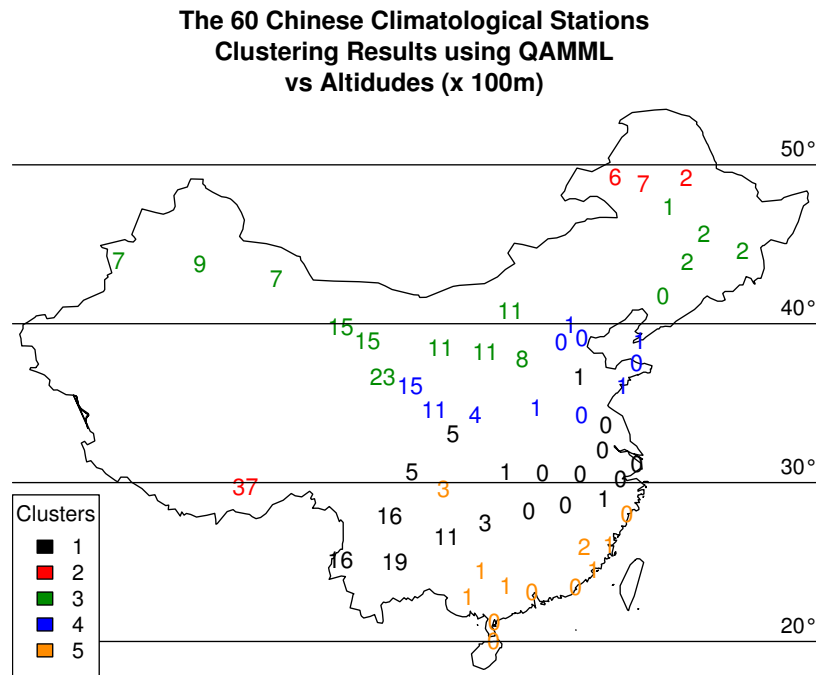 The 60 Chinese Climatological Stations
Clustering Results using QAMML
vs Altidudes (x 100m)
50°
6 7 2
1
2
7 9 7 2 2
0
11
40°
15 1
15 11 11 8 0 0 1
0
23 15 1 1
11 4 1 0
5 0
0
5 1 0 0 0 0
30°
37 3 1
16 3 0 0 0
11
16 19 2 1
1 1
1 1 0 0
0
20°
0
Clusters
1
2
3
4
5